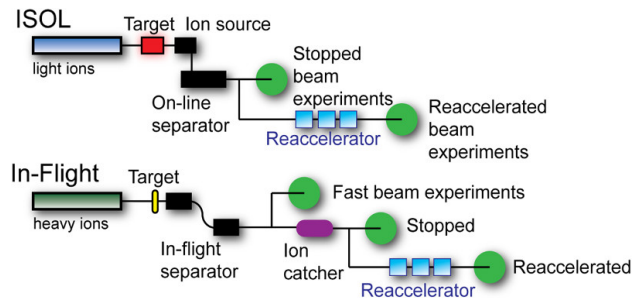 ISOL
Target
Ion source
light ions
On-line
separator
Stopped
beam
experiments
Reaccelerator
Reaccelerated
beam
experiments
In-Flight
Target
heavy ions
In-flight
separator
Fast beam experiments
Ion
catcher
Stopped
Reaccelerator
Reaccelerated